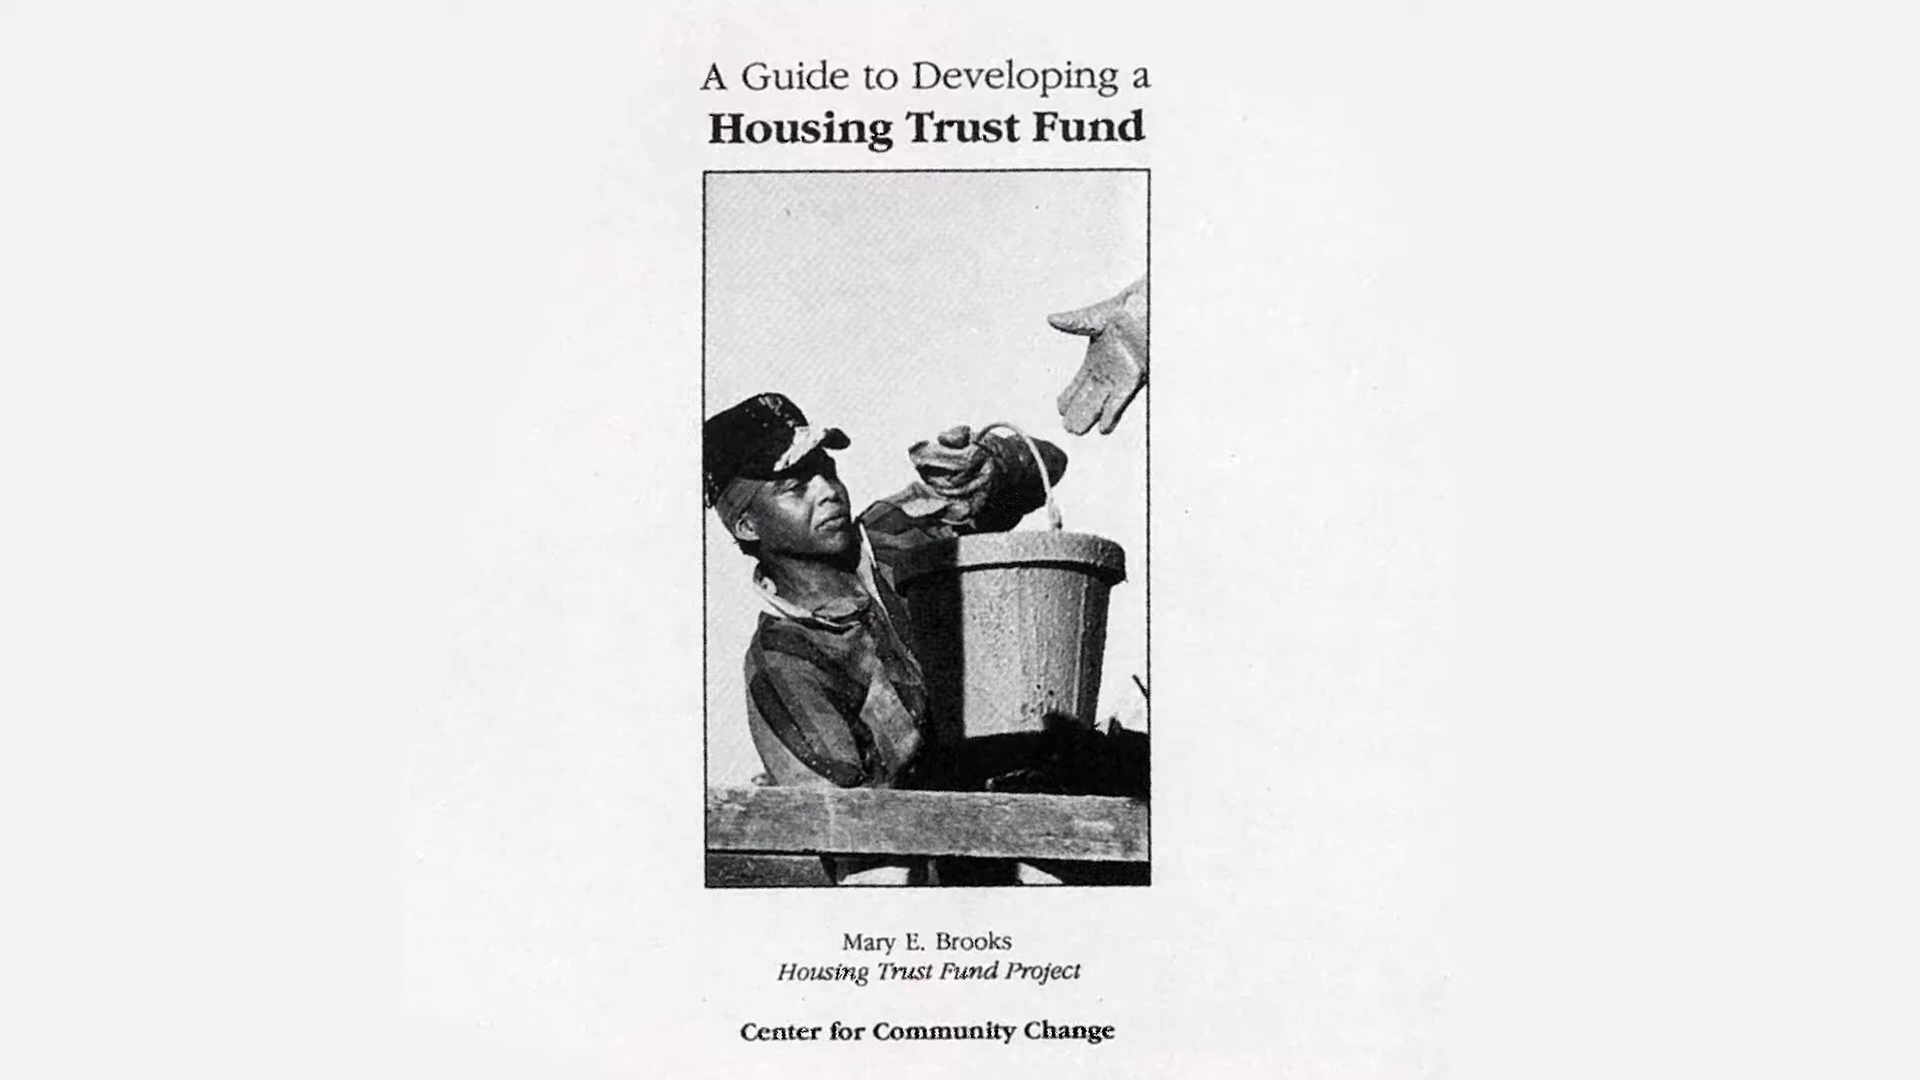 A Guide to Developing a
Housing Trust Fund
Mary E. Brooks
Housing Trust Fund Project
Center for Community Change